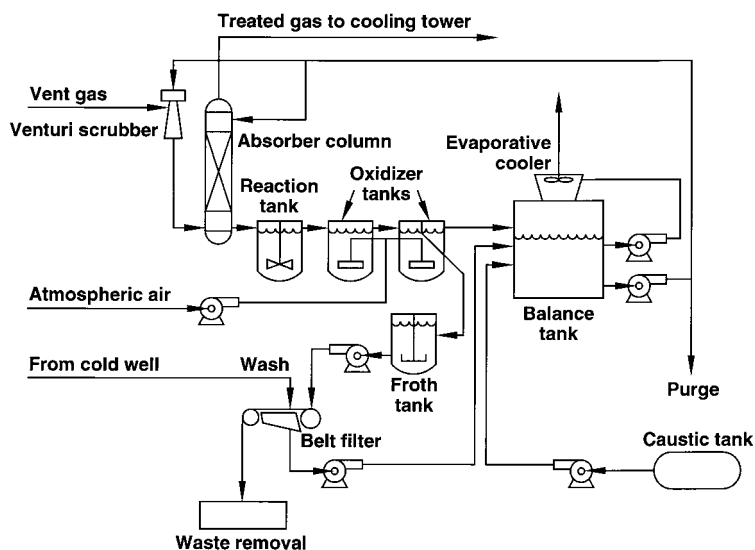 Treated gas to cooling tower
Vent gas
Venturi scrubber
Absorber column
Evaporative
cooler
Oxidizer
tanks
Reaction
tank
Atmospheric air
Balance
tank
From cold well
Wash
Froth
tank
Purge
Belt filter
Caustic tank
Waste removal